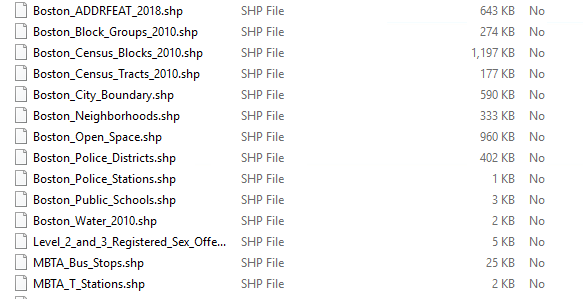 Boston_ADDRFEAT_2018.shp SHP File 643 KB No
Boston_Block_Groups_2010.shp SHP File 274 KB No
Boston_Census_Blocks_2010.shp SHP File 1,197 KB No
Boston_Census_Tracts_2010.shp SHP File 177 KB No
Boston_City_Boundary.shp SHP File 590 KB No
Boston_Neighborhoods.shp SHP File 333 KB No
Boston_Open_Space.shp SHP File 960 KB No
Boston_Police_Districts.shp SHP File 402 KB No
Boston_Police_Stations.shp SHP File 1 KB No
Boston_Public_Schools.shp SHP File 3 KB No
Boston_Water_2010.shp SHP File 2 KB No
Level_2_and_3_Registered_Sex_Offe... SHP File 5 KB No
MBTA_Bus_Stops.shp SHP File 25 KB No
MBTA_T_Stations.shp SHP File 2 KB No